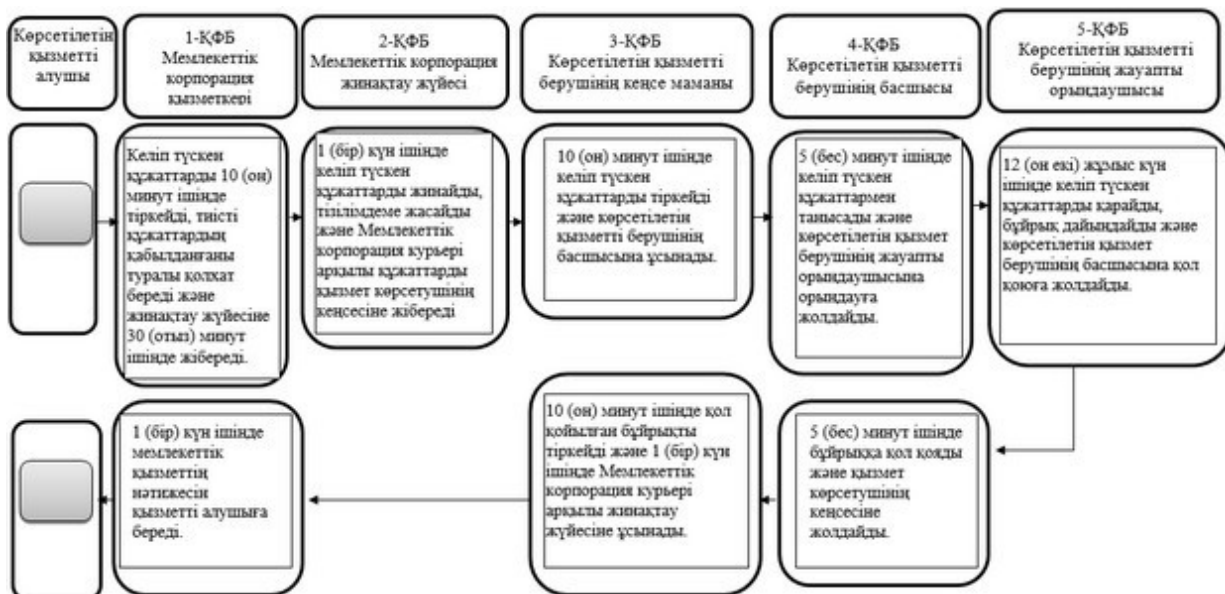 Көрсетілетін
қызметті
алушы
1-ҚФБ
Мемлекеттік
корпорация
қызметкері
2-ҚФБ
Мемлекеттік корпорация
жинақтау жүйесі
3-ҚФБ
Көрсетілетін қызметті
берушінің кеңсе маманы
4-ҚФБ
Көрсетілетін қызметті
берушінің басшысы
5-ҚФБ
Көрсетілетін қызметті
берушінің жауапты
орындаушысы
Келіп түскен
құжаттарды 10 (он)
минут ішінде
тіркейді, тиісті
құжаттардың
қабылданғаны
туралы қолхат
береді және
жинақтау жүйесіне
30 (отыз) минут
ішінде жібереді.
1 (бір) күн ішінде
келіп түскен
құжаттарды жинайды,
тізілімдеме жасайды
және Мемлекеттік
корпорация курьері
арқылы құжаттарды
қызмет көрсетушінің
кеңсесіне жібереді
10 (он) минут ішінде
келіп түскен
құжаттарды тіркейді
және көрсетілетін
қызметті берушінің
басшысына ұсынады.
5 (бес) минут ішінде
келіп түскен
құжаттармен
танысады және
көрсетілетін қызмет
берушінің жауапты
орындаушысына
орындауға
жолдайды.
12 (он екі) жұмыс күн
ішінде келіп түскен
құжаттарды қарайды,
бұйрық дайындайды және
көрсетілетін қызмет
берушінің басшысына қол
қоюға жолдайды.
1 (бір) күн ішінде
мемлекеттік
қызметтің
нәтижесін
қызметті алушыға
береді.
10 (он) минут ішінде қол
қойылған бұйрықты
тіркейді және 1 (бір) күн
ішінде Мемлекеттік
корпорация курьері
арқылы жинақтау
жүйесіне ұсынады.
5 (бес) минут ішінде
бұйрыққа қол қояды
және қызмет
көрсетушінің
кеңсесіне
жолдайды.